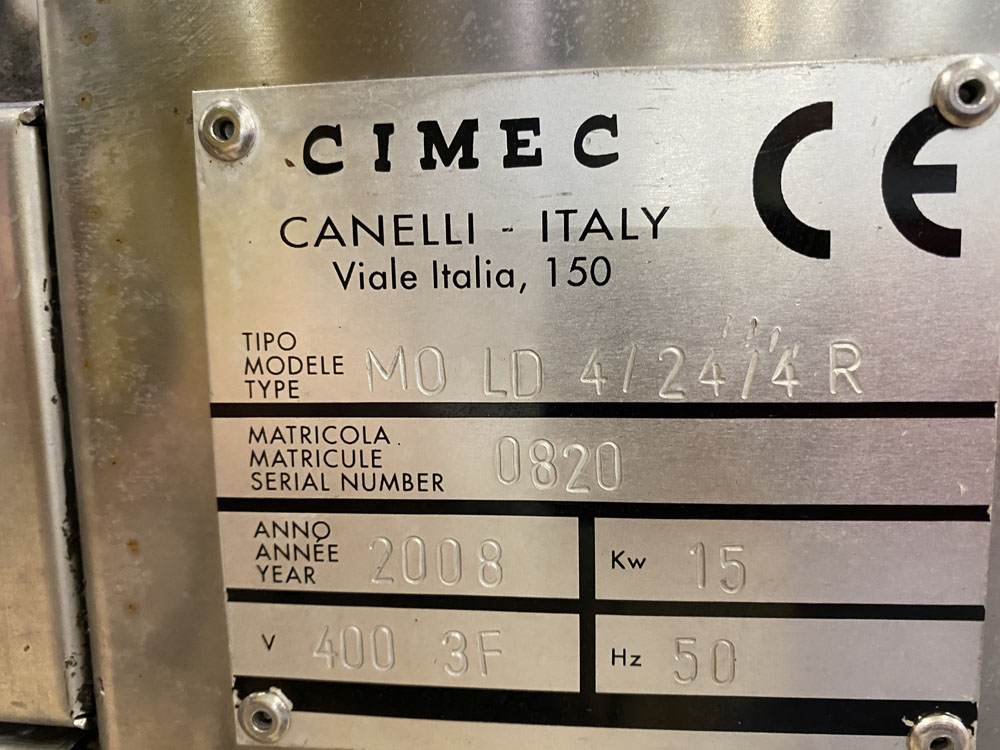 CIMEC
CE
CANELLI - ITALY
Viale Italia, 150
TIPO
MODELE
TYPE
MO LD 4/24/4 R
MATRICOLA
MATRICULE
SERIAL NUMBER
0820
ANNO
ANNÉE
YEAR
2008
Kw 15
V 400 3F
Hz 50